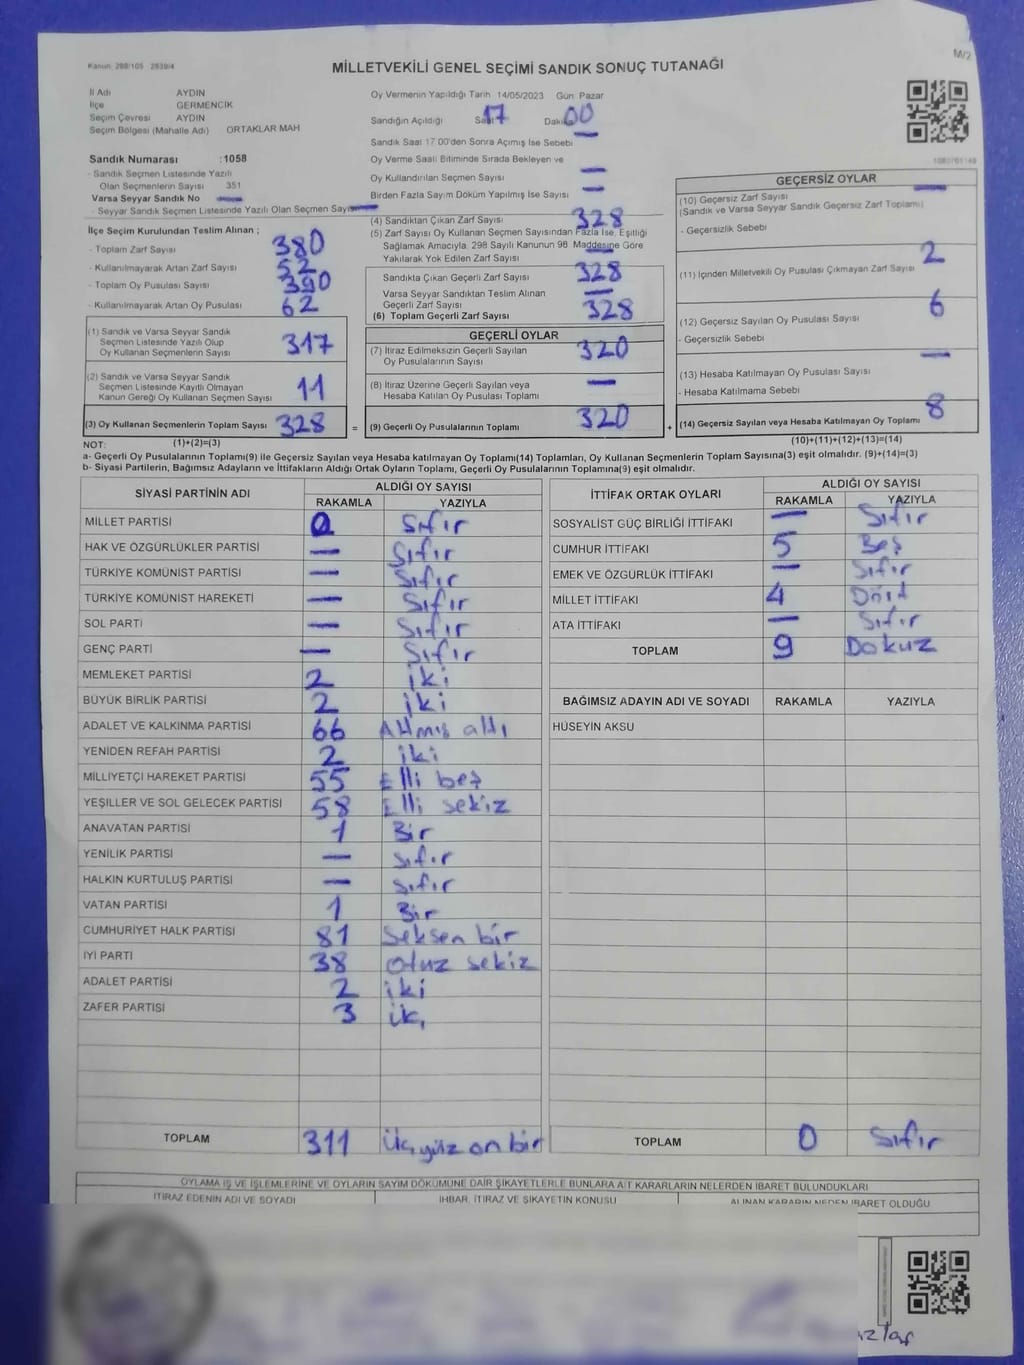 Kanun 298/105 2839/4
M/2
MİLLETVEKİLİ GENEL SEÇİMİ SANDIK SONUÇ TUTANAĞI
İl Adı AYDIN
İlçe GERMENCİK
Seçim Çevresi AYDIN
Seçim Bölgesi (Mahalle Adı) ORTAKLAR MAH
Sandık Numarası :1058
- Sandık Seçmen Listesinde Yazılı
Olan Seçmenlerin Sayısı 351
Varsa Seyyar Sandık No —
- Seyyar Sandık Seçmen Listesinde Yazılı Olan Seçmen Sayısı —
İlçe Seçim Kurulundan Teslim Alınan ;
- Toplam Zarf Sayısı 380
- Kullanılmayarak Artan Zarf Sayısı 52
- Toplam Oy Pusulası Sayısı 390
- Kullanılmayarak Artan Oy Pusulası 62
(1) Sandık ve Varsa Seyyar Sandık
Seçmen Listesinde Yazılı Olup
Oy Kullanan Seçmenlerin Sayısı 317
(2) Sandık ve Varsa Seyyar Sandık
Seçmen Listesinde Kayıtlı Olmayan
Kanun Gereği Oy Kullanan Seçmen Sayısı 11
(3) Oy Kullanan Seçmenlerin Toplam Sayısı 328
Oy Vermenin Yapıldığı Tarih 14/05/2023 Gün Pazar
Sandığın Açıldığı Saat 17 Dakika 00
Sandık Saat 17.00'den Sonra Açılmış İse Sebebi —
Oy Verme Saati Bitiminde Sırada Bekleyen ve
Oy Kullandırılan Seçmen Sayısı —
Birden Fazla Sayım Döküm Yapılmış İse Sayısı —
(4) Sandıktan Çıkan Zarf Sayısı 328
(5) Zarf Sayısı Oy Kullanan Seçmen Sayısından Fazla İse, Eşitliği
Sağlamak Amacıyla, 298 Sayılı Kanunun 98. Maddesine Göre
Yakılarak Yok Edilen Zarf Sayısı —
Sandıkta Çıkan Geçerli Zarf Sayısı 328
Varsa Seyyar Sandıktan Teslim Alınan
Geçerli Zarf Sayısı —
(6) Toplam Geçerli Zarf Sayısı 328
GEÇERLİ OYLAR
(7) İtiraz Edilmeksizin Geçerli Sayılan
Oy Pusulalarının Sayısı 320
(8) İtiraz Üzerine Geçerli Sayılan veya
Hesaba Katılan Oy Pusulası Toplamı —
= (9) Geçerli Oy Pusulalarının Toplamı 320 +
GEÇERSİZ OYLAR
(10) Geçersiz Zarf Sayısı —
(Sandık ve Varsa Seyyar Sandık Geçersiz Zarf Toplamı)
- Geçersizlik Sebebi
(11) İçinden Milletvekili Oy Pusulası Çıkmayan Zarf Sayısı 2
(12) Geçersiz Sayılan Oy Pusulası Sayısı 6
- Geçersizlik Sebebi
(13) Hesaba Katılmayan Oy Pusulası Sayısı —
- Hesaba Katılmama Sebebi
(14) Geçersiz Sayılan veya Hesaba Katılmayan Oy Toplamı 8
NOT: (1)+(2)=(3)
(10)+(11)+(12)+(13)=(14)
a- Geçerli Oy Pusulalarının Toplamı(9) ile Geçersiz Sayılan veya Hesaba katılmayan Oy Toplamı(14) Toplamları, Oy Kullanan Seçmenlerin Toplam Sayısına(3) eşit olmalıdır. (9)+(14)=(3)
b- Siyasi Partilerin, Bağımsız Adayların ve İttifakların Aldığı Ortak Oyların Toplamı, Geçerli Oy Pusulalarının Toplamına(9) eşit olmalıdır.
SİYASİ PARTİNİN ADI ALDIĞI OY SAYISI
RAKAMLA YAZIYLA
MİLLET PARTİSİ 0 Sıfır
HAK VE ÖZGÜRLÜKLER PARTİSİ — Sıfır
TÜRKİYE KOMÜNİST PARTİSİ — Sıfır
TÜRKİYE KOMÜNİST HAREKETİ — Sıfır
SOL PARTİ — Sıfır
GENÇ PARTİ — Sıfır
MEMLEKET PARTİSİ 2 iki
BÜYÜK BİRLİK PARTİSİ 2 iki
ADALET VE KALKINMA PARTİSİ 66 Altmış altı
YENİDEN REFAH PARTİSİ 2 iki
MİLLİYETÇİ HAREKET PARTİSİ 55 Elli beş
YEŞİLLER VE SOL GELECEK PARTİSİ 58 Elli sekiz
ANAVATAN PARTİSİ 1 Bir
YENİLİK PARTİSİ — sıfır
HALKIN KURTULUŞ PARTİSİ — sıfır
VATAN PARTİSİ 1 Bir
CUMHURİYET HALK PARTİSİ 81 Seksen bir
İYİ PARTİ 38 otuz sekiz
ADALET PARTİSİ 2 iki
ZAFER PARTİSİ 3 üç
TOPLAM 311 üçyüz on bir
İTTİFAK ORTAK OYLARI ALDIĞI OY SAYISI
RAKAMLA YAZIYLA
SOSYALİST GÜÇ BİRLİĞİ İTTİFAKI — Sıfır
CUMHUR İTTİFAKI 5 Beş
EMEK VE ÖZGÜRLÜK İTTİFAKI — Sıfır
MİLLET İTTİFAKI 4 Dört
ATA İTTİFAKI — Sıfır
TOPLAM 9 Dokuz
BAĞIMSIZ ADAYIN ADI VE SOYADI RAKAMLA YAZIYLA
HÜSEYİN AKSU
TOPLAM 0 Sıfır
OYLAMA İŞ VE İŞLEMLERİNE VE OYLARIN SAYIM DÖKÜMÜNE DAİR ŞİKAYETLERLE BUNLARA AİT KARARLARIN NELERDEN İBARET BULUNDUKLARI
İTİRAZ EDENİN ADI VE SOYADI İHBAR, İTİRAZ VE ŞİKAYETİN KONUSU ALINAN KARARIN NEDEN İBARET OLDUĞU